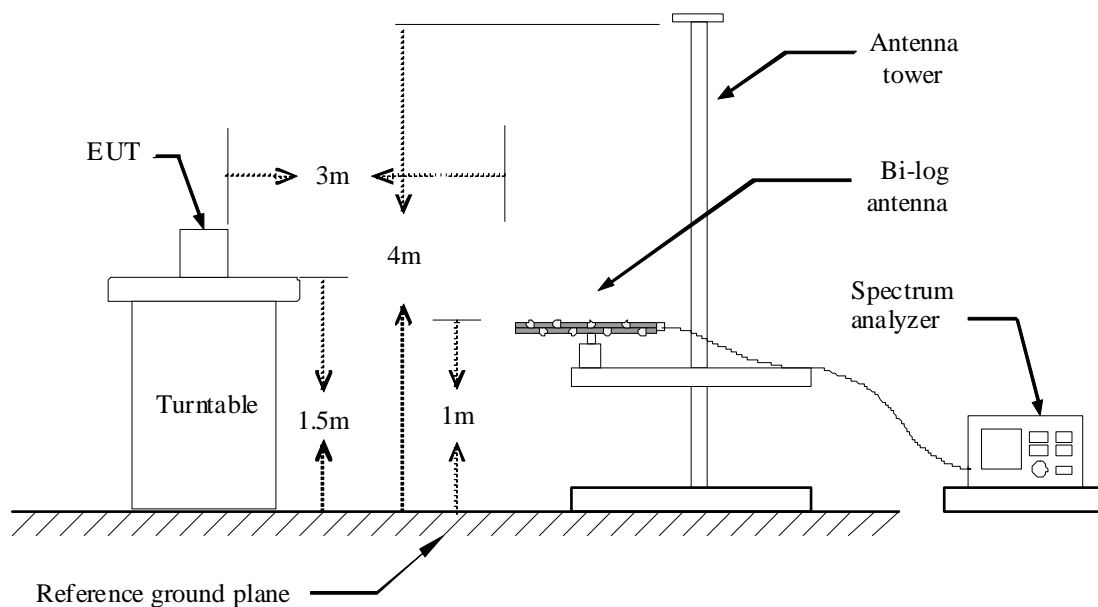 Antenna
tower
EUT
3m
Bi-log
antenna
4m
Spectrum
analyzer
Turntable
1.5m
1m
Reference ground plane